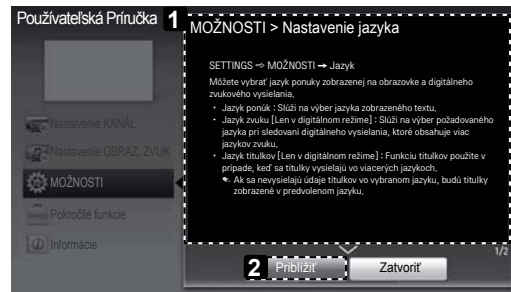 Používateľská Príručka
1
MOŽNOSTI > Nastavenie jazyka
SETTINGS ⇨ MOŽNOSTI ➞ Jazyk
Môžete vybrať jazyk ponuky zobrazenej na obrazovke a digitálneho
zvukového vysielania.
• Jazyk ponúk : Slúži na výber jazyka zobrazeného textu.
• Jazyk zvuku [Len v digitálnom režime] : Slúži na výber požadovaného
jazyka pri sledovaní digitálneho vysielania, ktoré obsahuje viac
jazykov zvuku.
• Jazyk titulkov [Len v digitálnom režime] : Funkciu titulkov použite v
prípade, keď sa titulky vysielajú vo viacerých jazykoch.
Ak sa nevysielajú údaje titulkov vo vybranom jazyku, budú titulky
zobrazené v predvolenom jazyku.
Nastavenie KANÁL
Nastavenie OBRAZ, ZVUK
MOŽNOSTI
Pokročilé funkcie
Informácie
1/2
2
Priblížiť
Zatvoriť